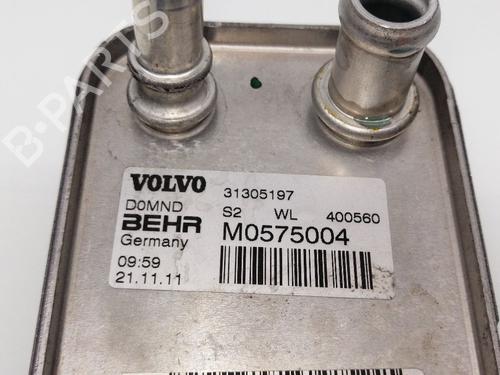 B-PARTS
VOLVO 31305197
D0MND S2 WL 400560
BEHR M0575004
Germany
09:59
21.11.11